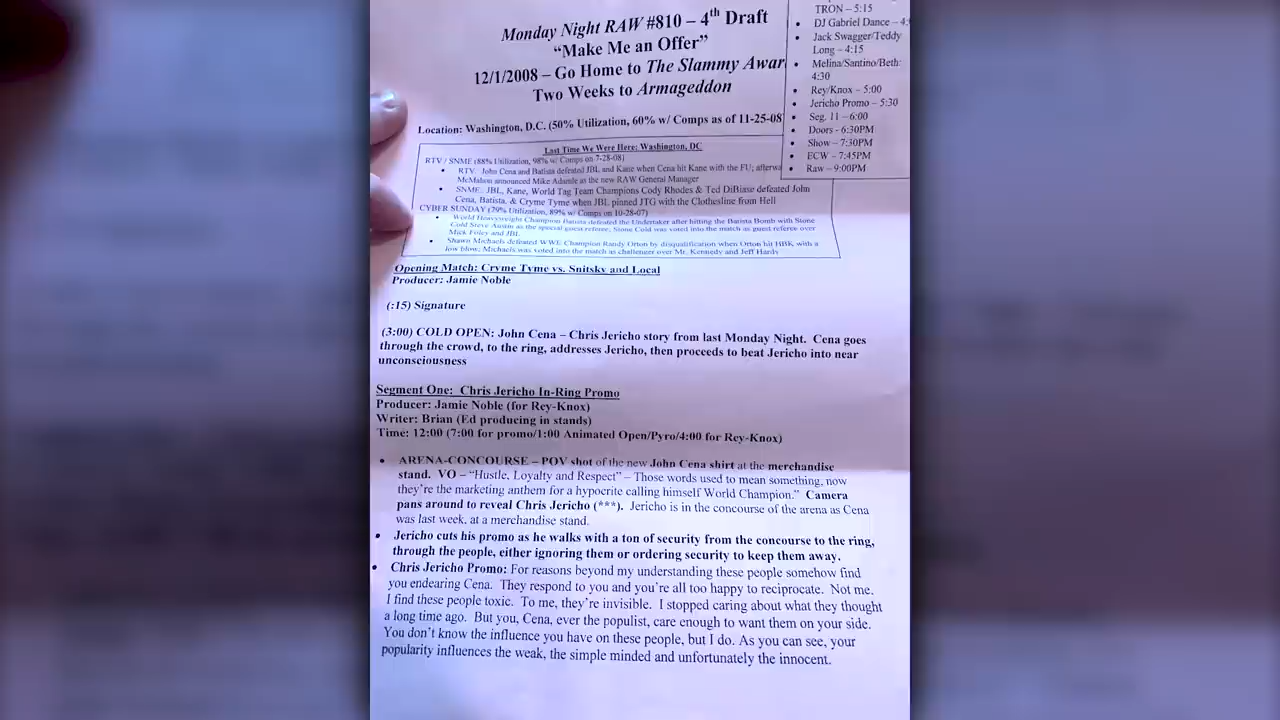 Monday Night RAW #810 – 4th Draft
"Make Me an Offer"
12/1/2008 – Go Home to The Slammy Awar
Two Weeks to Armageddon
TRON – 5:15
• DJ Gabriel Dance – 4:
• Jack Swagger/Teddy
Long – 4:15
• Melina/Santino/Beth:
4:30
• Rey/Knox – 5:00
• Jericho Promo – 5:30
• Seg. 11 – 6:00
• Doors - 6:30PM
• Show – 7:30PM
• ECW – 7:45PM
• Raw – 9:00PM
Location: Washington, D.C. (50% Utilization, 60% w/ Comps as of 11-25-08
Last Time We Were Here: Washington, DC
RTV / SNME (88% Utilization, 98% w/ Comps on 7-28-08)
• RTV: John Cena and Batista defeated JBL and Kane when Cena hit Kane with the FU; afterwa
McMahon announced Mike Adamle as the new RAW General Manager
• SNME: JBL, Kane, World Tag Team Champions Cody Rhodes & Ted DiBiase defeated John
Cena, Batista, & Cryme Tyme when JBL pinned JTG with the Clothesline from Hell
CYBER SUNDAY (79% Utilization, 89% w/ Comps on 10-28-07)
• World Heavyweight Champion Batista defeated the Undertaker after hitting the Batista Bomb with Stone
Cold Steve Austin as the special guest referee; Stone Cold was voted into the match as guest referee over
Mick Foley and JBL
• Shawn Michaels defeated WWE Champion Randy Orton by disqualification when Orton hit HBK with a
low blow; Michaels was voted into the match as challenger over Mr. Kennedy and Jeff Hardy
Opening Match: Cryme Tyme vs. Snitsky and Local
Producer: Jamie Noble
(:15) Signature
(3:00) COLD OPEN: John Cena – Chris Jericho story from last Monday Night. Cena goes
through the crowd, to the ring, addresses Jericho, then proceeds to beat Jericho into near
unconsciousness
Segment One: Chris Jericho In-Ring Promo
Producer: Jamie Noble (for Rey-Knox)
Writer: Brian (Ed producing in stands)
Time: 12:00 (7:00 for promo/1:00 Animated Open/Pyro/4:00 for Rey-Knox)
• ARENA-CONCOURSE – POV shot of the new John Cena shirt at the merchandise
stand. VO – "Hustle, Loyalty and Respect" – Those words used to mean something, now
they're the marketing anthem for a hypocrite calling himself World Champion." Camera
pans around to reveal Chris Jericho (***). Jericho is in the concourse of the arena as Cena
was last week, at a merchandise stand.
• Jericho cuts his promo as he walks with a ton of security from the concourse to the ring,
through the people, either ignoring them or ordering security to keep them away.
• Chris Jericho Promo: For reasons beyond my understanding these people somehow find
you endearing Cena. They respond to you and you're all too happy to reciprocate. Not me.
I find these people toxic. To me, they're invisible. I stopped caring about what they thought
a long time ago. But you, Cena, ever the populist, care enough to want them on your side.
You don't know the influence you have on these people, but I do. As you can see, your
popularity influences the weak, the simple minded and unfortunately the innocent.